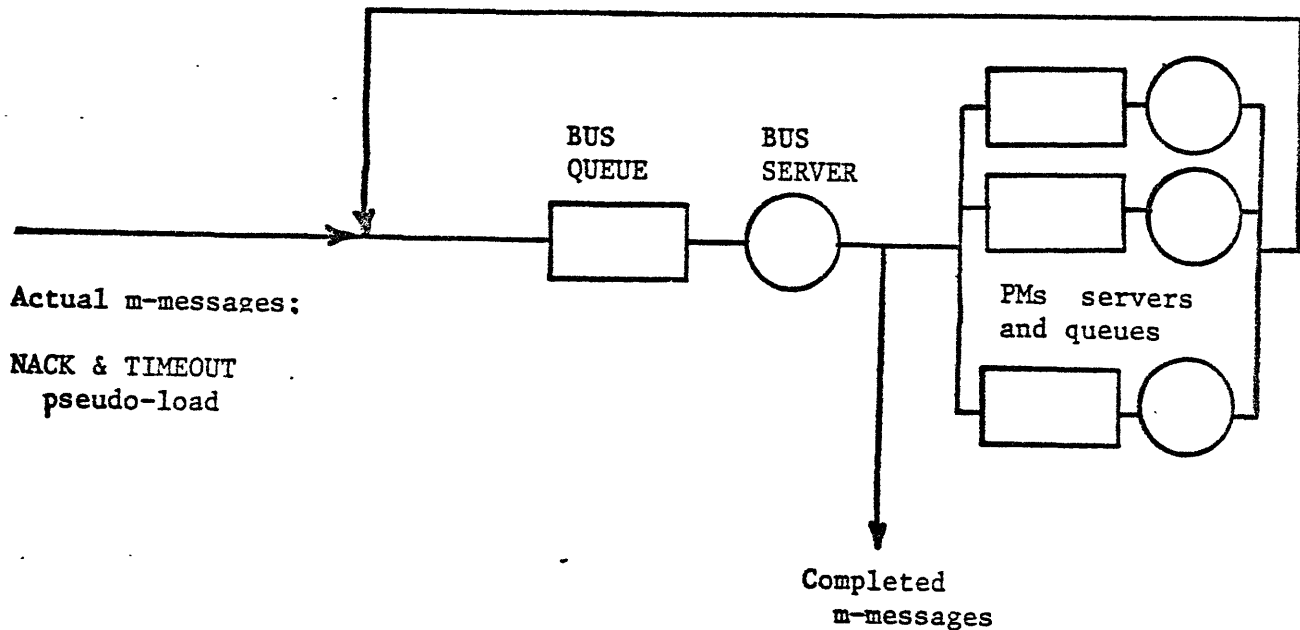 BUS
QUEUE
BUS
SERVER
Actual m-messages:
NACK & TIMEOUT
pseudo-load
PMs servers
and queues
Completed
m-messages